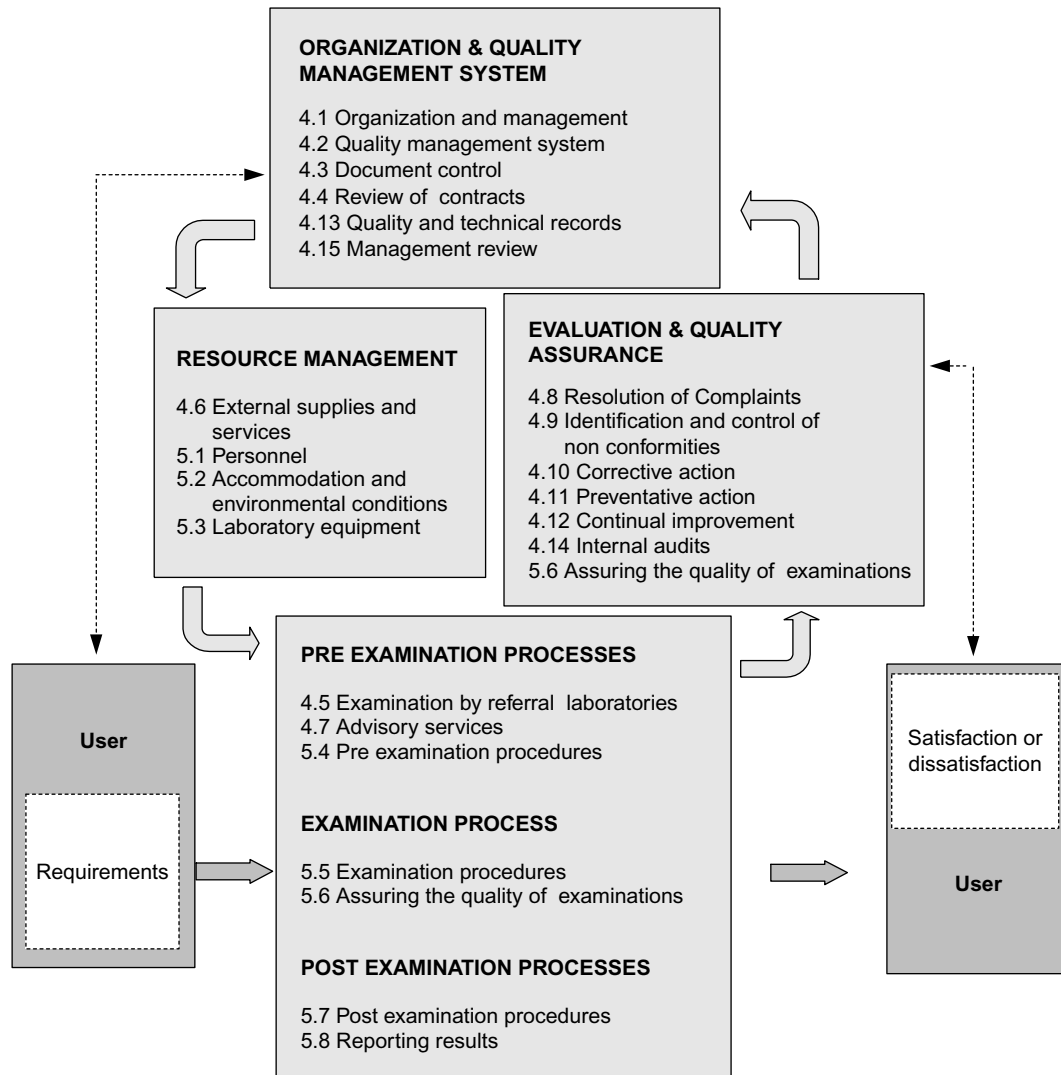 ORGANIZATION & QUALITY
MANAGEMENT SYSTEM
4.1 Organization and management
4.2 Quality management system
4.3 Document control
4.4 Review of contracts
4.13 Quality and technical records
4.15 Management review
RESOURCE MANAGEMENT
4.6 External supplies and
services
5.1 Personnel
5.2 Accommodation and
environmental conditions
5.3 Laboratory equipment
EVALUATION & QUALITY
ASSURANCE
4.8 Resolution of Complaints
4.9 Identification and control of
non conformities
4.10 Corrective action
4.11 Preventative action
4.12 Continual improvement
4.14 Internal audits
5.6 Assuring the quality of examinations
User
Requirements
PRE EXAMINATION PROCESSES
4.5 Examination by referral laboratories
4.7 Advisory services
5.4 Pre examination procedures
EXAMINATION PROCESS
5.5 Examination procedures
5.6 Assuring the quality of examinations
POST EXAMINATION PROCESSES
5.7 Post examination procedures
5.8 Reporting results
Satisfaction or
dissatisfaction
User